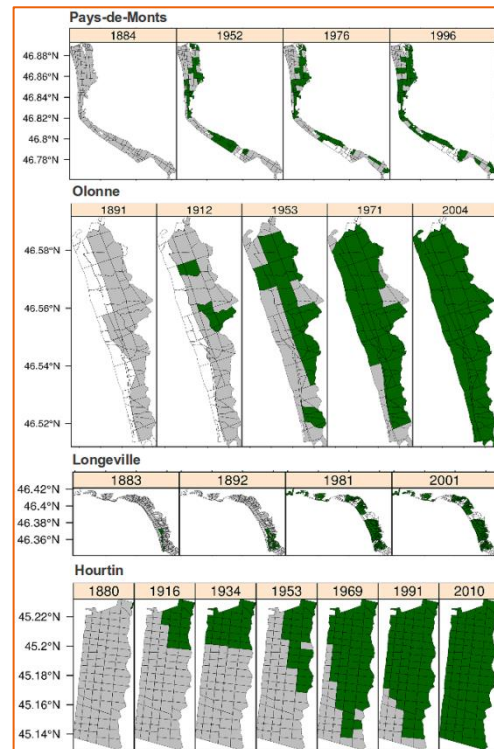 Pays-de-Monts
1884 1952 1976 1996
46.88°N
46.86°N
46.84°N
46.82°N
46.8°N
46.78°N
Olonne
1891 1912 1953 1971 2004
46.58°N
46.56°N
46.54°N
46.52°N
Longeville
1883 1892 1981 2001
46.42°N
46.4°N
46.38°N
46.36°N
Hourtin
1880 1916 1934 1953 1969 1991 2010
45.22°N
45.2°N
45.18°N
45.16°N
45.14°N